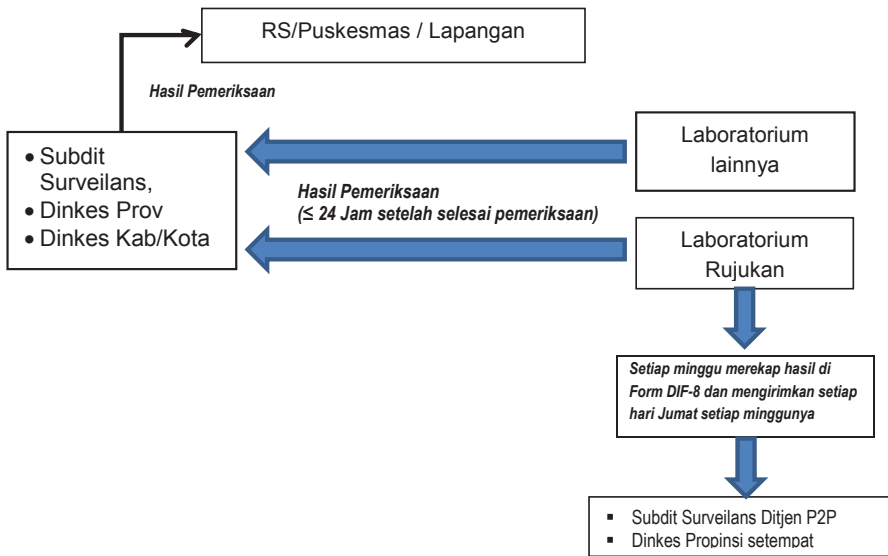 RS/Puskesmas / Lapangan
Hasil Pemeriksaan
• Subdit
Surveilans,
• Dinkes Prov
• Dinkes Kab/Kota
Laboratorium
lainnya
Hasil Pemeriksaan
(≤ 24 Jam setelah selesai pemeriksaan)
Laboratorium
Rujukan
Setiap minggu merekap hasil di
Form DIF-8 dan mengirimkan setiap
hari Jumat setiap minggunya
▪ Subdit Surveilans Ditjen P2P
▪ Dinkes Propinsi setempat